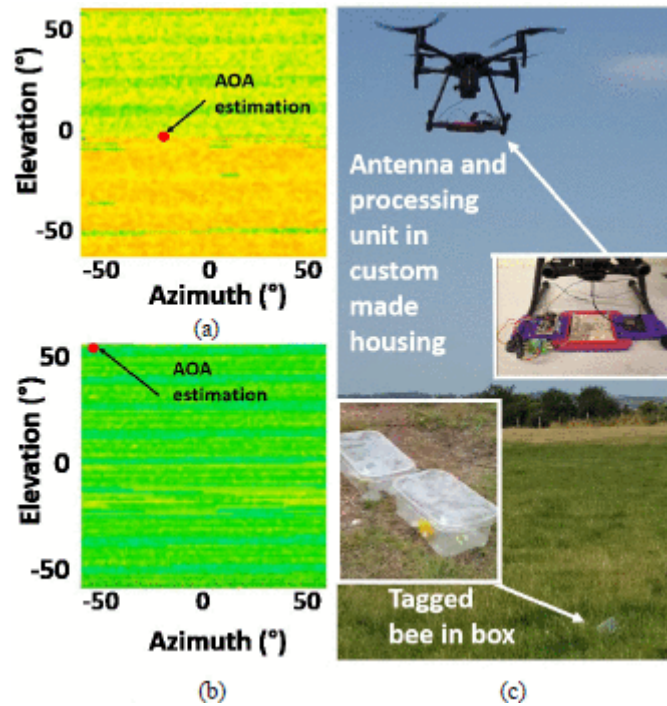 50
AOA
estimation
0
-50
Elevation (°)
-50
0
50
Azimuth (°)
(a)
50
AOA
estimation
0
-50
Elevation (°)
-50
0
50
Azimuth (°)
(b)
Antenna and
processing
unit in
custom
made
housing
Tagged
bee in box
(c)